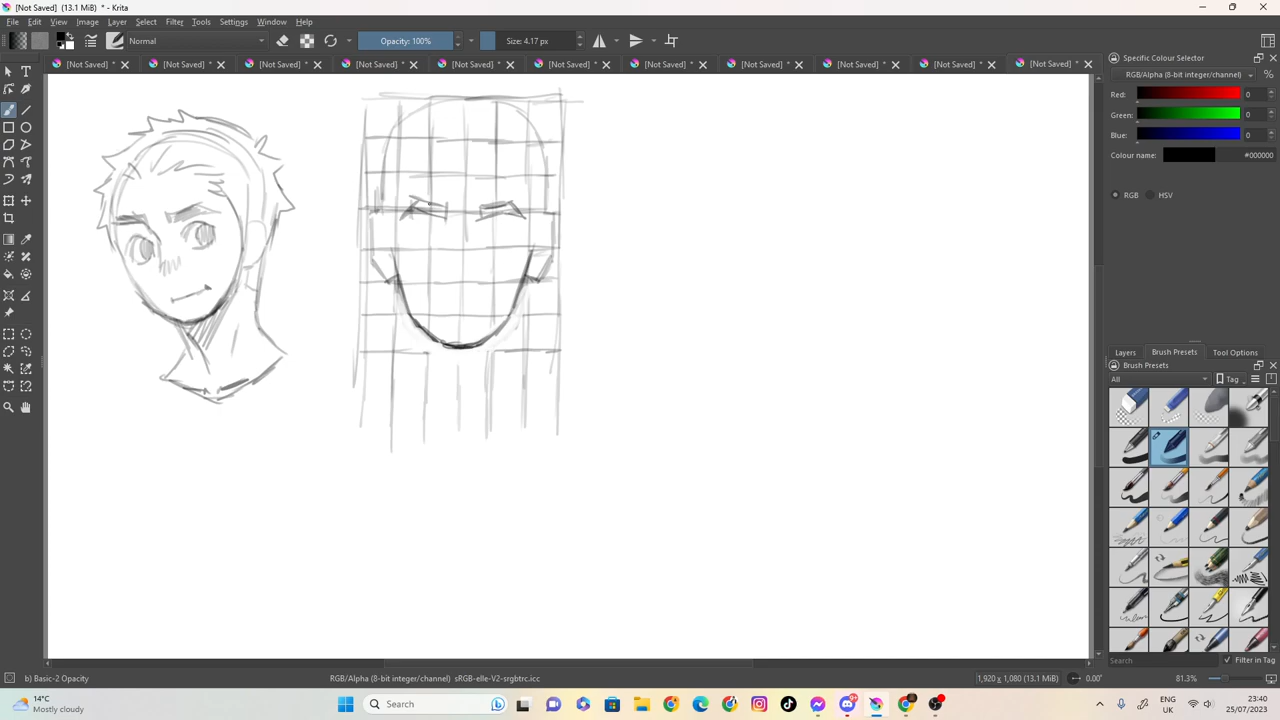 [Not Saved] (13.1 MiB) * - Krita
File Edit View Image Layer Select Filter Tools Settings Window Help
Normal Opacity: 100% Size: 4.17 px
[Not Saved] * [Not Saved] * [Not Saved] * [Not Saved] * [Not Saved] * [Not Saved] * [Not Saved] * [Not Saved] * [Not Saved] * [Not Saved] * [Not Saved] *
Specific Colour Selector
RGB/Alpha (8-bit integer/channel) %
Red: 0
Green: 0
Blue: 0
Colour name: #000000
RGB HSV
Layers Brush Presets Tool Options
Brush Presets
All Tag
Search Filter in Tag
b) Basic-2 Opacity RGB/Alpha (8-bit integer/channel) sRGB-elle-V2-srgbtrc.icc 1,920 x 1,080 (13.1 MiB) 0.00° 81.3%
14°C
Mostly cloudy
Search
ENG
UK
23:40
25/07/2023